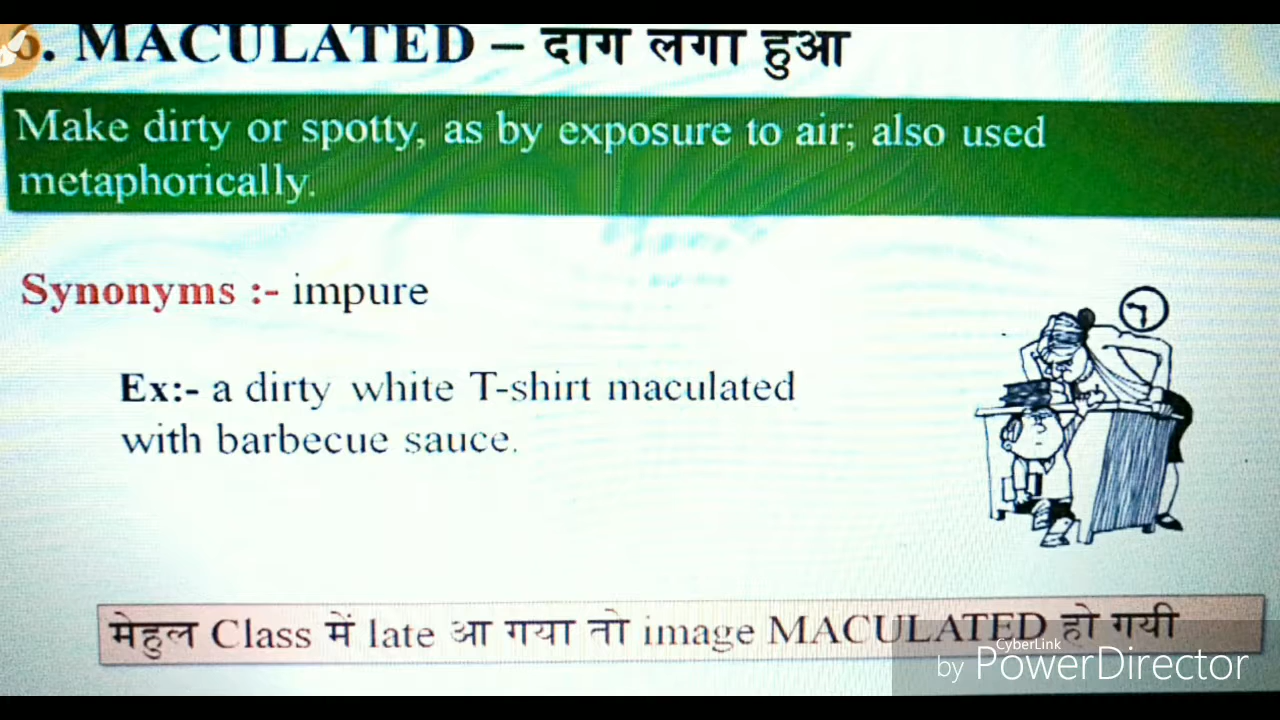 6. MACULATED – दाग लगा हुआ
Make dirty or spotty, as by exposure to air; also used
metaphorically.
Synonyms :- impure
Ex:- a dirty white T-shirt maculated
with barbecue sauce.
मेहुल Class में late आ गया तो image MACULATED हो गयी
CyberLink
by PowerDirector